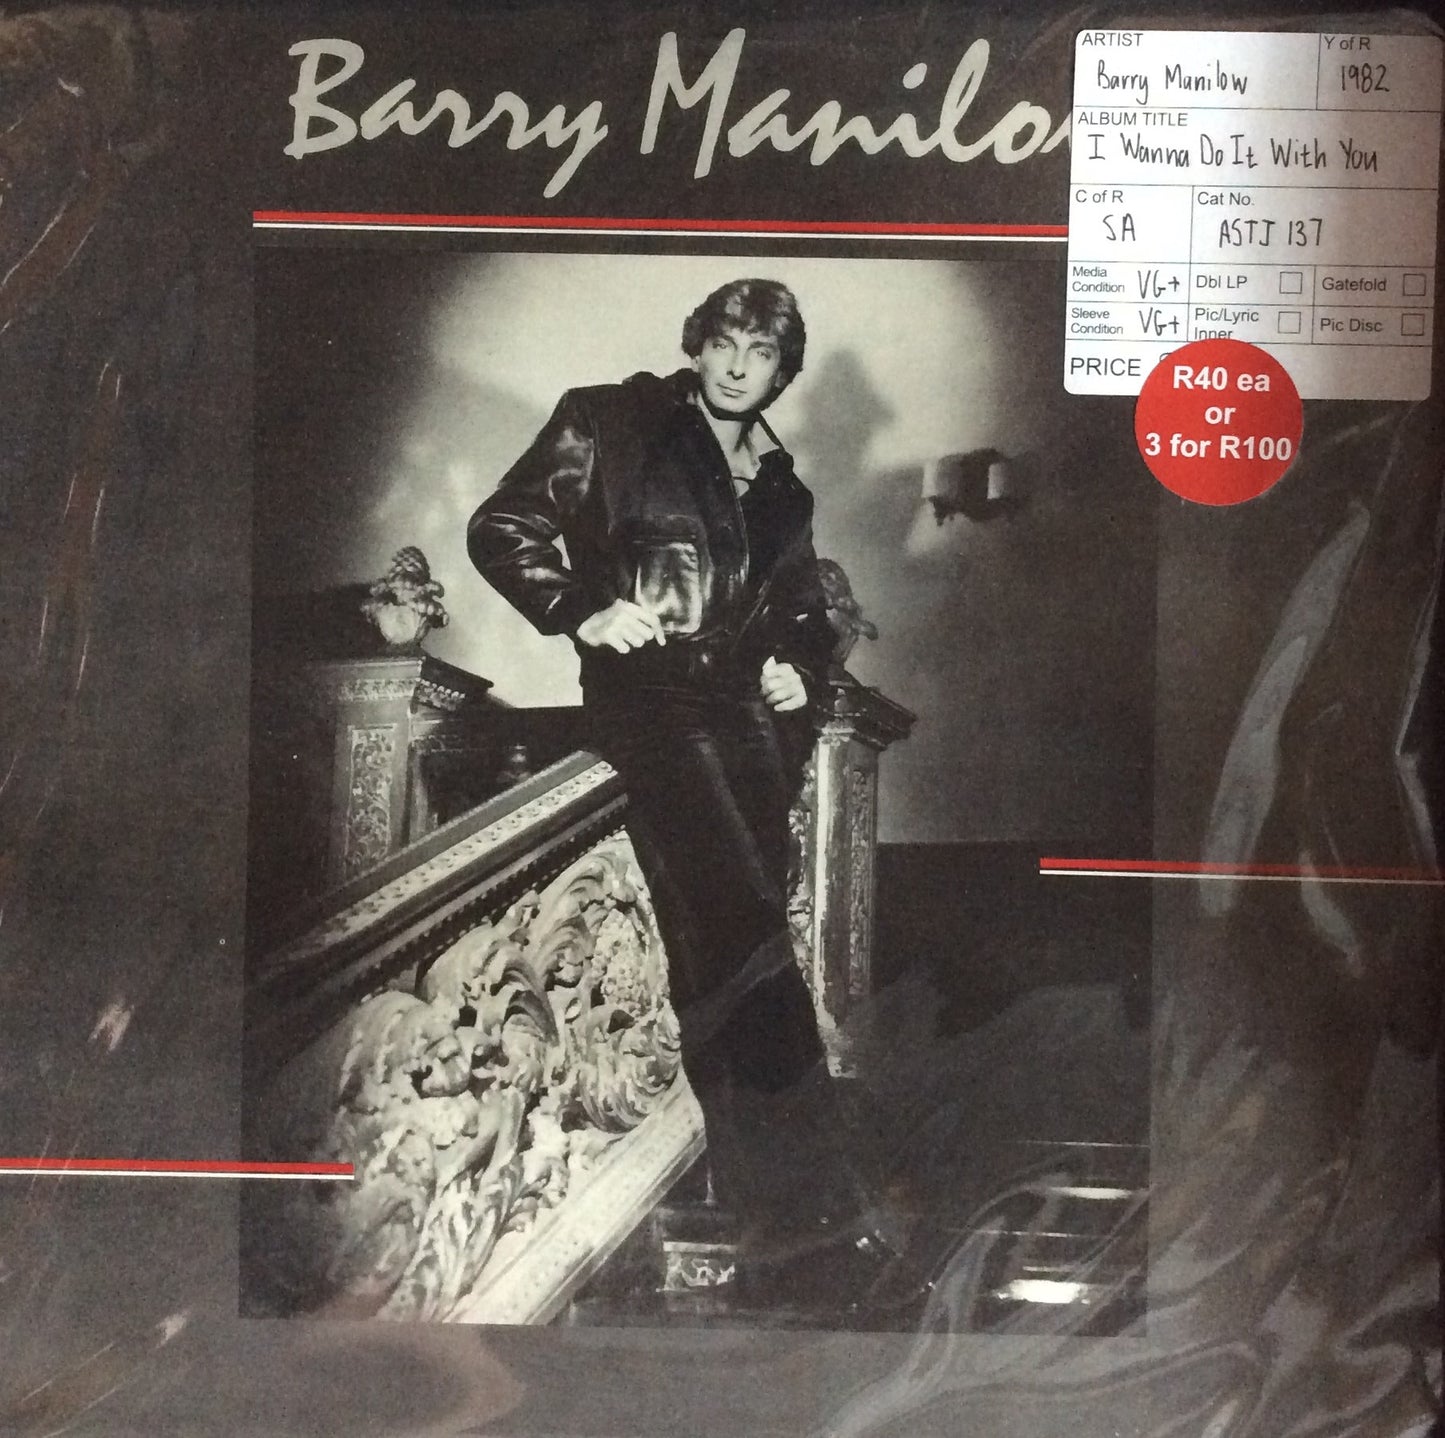 Barry Manilo
ARTIST
Barry Manilow
Y of R
1982
ALBUM TITLE
I Wanna Do It With You
C of R
SA
Cat No.
ASTJ 137
Media
Condition
VG+
Dbl LP
Gatefold
Sleeve
Condition
VG+
Pic/Lyric
Inner
Pic Disc
PRICE
R40 ea
or
3 for R100